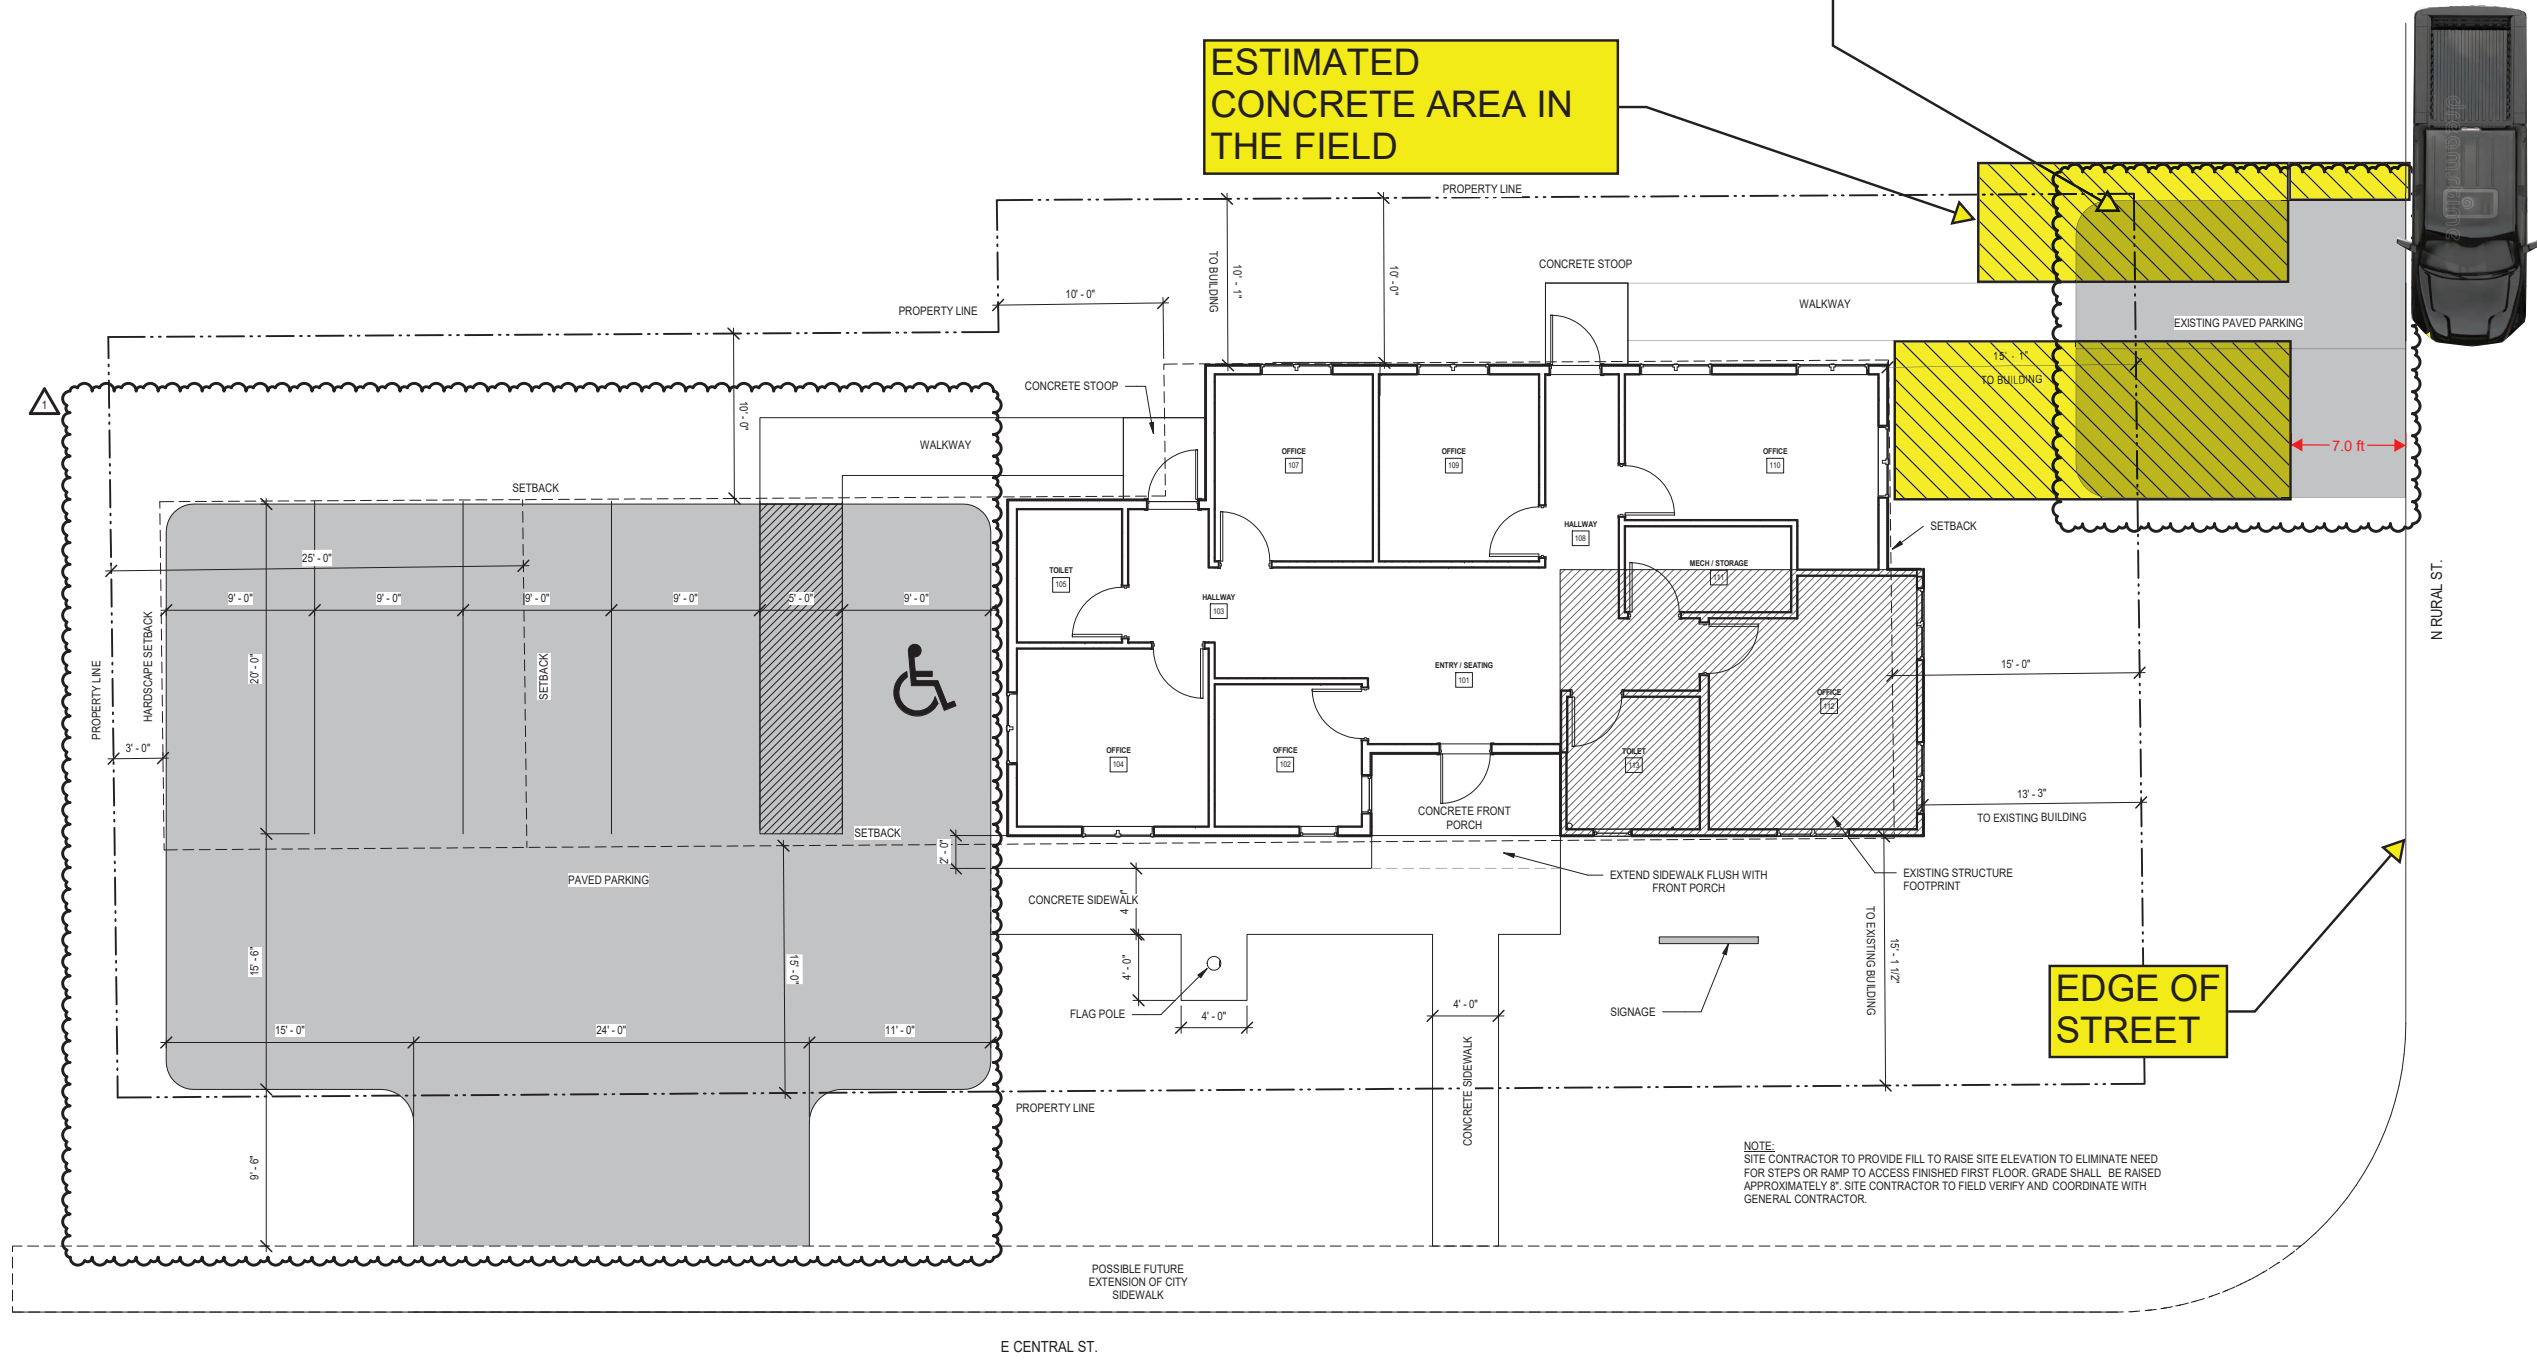 ESTIMATED
CONCRETE AREA IN
THE FIELD
dreamstime
PROPERTY LINE
TO BUILDING
10' - 1"
10' - 0"
CONCRETE STOOP
10' - 0"
PROPERTY LINE
WALKWAY
EXISTING PAVED PARKING
15' - 1"
TO BUILDING
CONCRETE STOOP
1
10' - 0"
WALKWAY
7.0 ft
OFFICE
107
OFFICE
109
OFFICE
110
SETBACK
HALLWAY
108
SETBACK
25' - 0"
MECH / STORAGE
111
TOILET
105
N RURAL ST.
9' - 0"
9' - 0"
9' - 0"
9' - 0"
5' - 0"
9' - 0"
HALLWAY
103
HARDSCAPE SETBACK
PROPERTY LINE
20' - 0"
SETBACK
ENTRY / SEATING
101
15' - 0"
OFFICE
112
3' - 0"
OFFICE
104
OFFICE
102
TOILET
113
13' - 3"
TO EXISTING BUILDING
CONCRETE FRONT
PORCH
SETBACK
2' - 0"
PAVED PARKING
EXTEND SIDEWALK FLUSH WITH
FRONT PORCH
EXISTING STRUCTURE
FOOTPRINT
CONCRETE SIDEWALK
TO EXISTING BUILDING
15' - 1 1/2"
15' - 6"
15' - 0"
4' - 0"
FLAG POLE
4' - 0"
4' - 0"
SIGNAGE
EDGE OF
STREET
15' - 0"
24' - 0"
11' - 0"
CONCRETE SIDEWALK
PROPERTY LINE
9' - 6"
NOTE:
SITE CONTRACTOR TO PROVIDE FILL TO RAISE SITE ELEVATION TO ELIMINATE NEED
FOR STEPS OR RAMP TO ACCESS FINISHED FIRST FLOOR. GRADE SHALL BE RAISED
APPROXIMATELY 8". SITE CONTRACTOR TO FIELD VERIFY AND COORDINATE WITH
GENERAL CONTRACTOR.
POSSIBLE FUTURE
EXTENSION OF CITY
SIDEWALK
E CENTRAL ST.